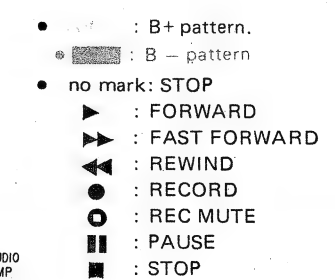 • : B+ pattern.
• : B – pattern
• no mark: STOP
▶ : FORWARD
▶▶ : FAST FORWARD
◀◀ : REWIND
● : RECORD
: REC MUTE
▮▮ : PAUSE
■ : STOP